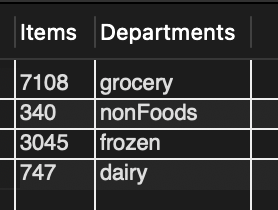 Items Departments
7108 grocery
340 nonFoods
3045 frozen
747 dairy